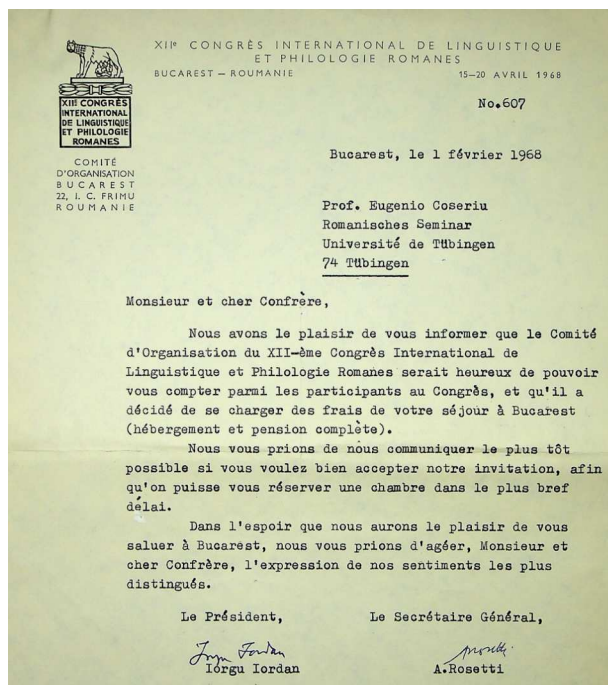 XIIe CONGRÈS INTERNATIONAL DE LINGUISTIQUE
ET PHILOLOGIE ROMANES
BUCAREST — ROUMANIE 15—20 AVRIL 1968
XIIE CONGRÈS
INTERNATIONAL
DE LINGUISTIQUE
ET PHILOLOGIE
ROMANES
COMITÉ
D'ORGANISATION
BUCAREST
22, I. C. FRIMU
ROUMANIE
No.607
Bucarest, le 1 février 1968
Prof. Eugenio Coseriu
Romanisches Seminar
Université de Tübingen
74 Tübingen
Monsieur et cher Confrère,
Nous avons le plaisir de vous informer que le Comité
d'Organisation du XII-ème Congrès International de
Linguistique et Philologie Romanes serait heureux de pouvoir
vous compter parmi les participants au Congrès, et qu'il a
décidé de se charger des frais de votre séjour à Bucarest
(hébergement et pension complète).
Nous vous prions de nous communiquer le plus tôt
possible si vous voulez bien accepter notre invitation, afin
qu'on puisse vous réserver une chambre dans le plus bref
délai.
Dans l'espoir que nous aurons le plaisir de vous
saluer à Bucarest, nous vous prions d'agéer, Monsieur et
cher Confrère, l'expression de nos sentiments les plus
distingués.
Le Président, Le Secrétaire Général,
Iorgu Iordan Arosetti
Iorgu Iordan A.Rosetti